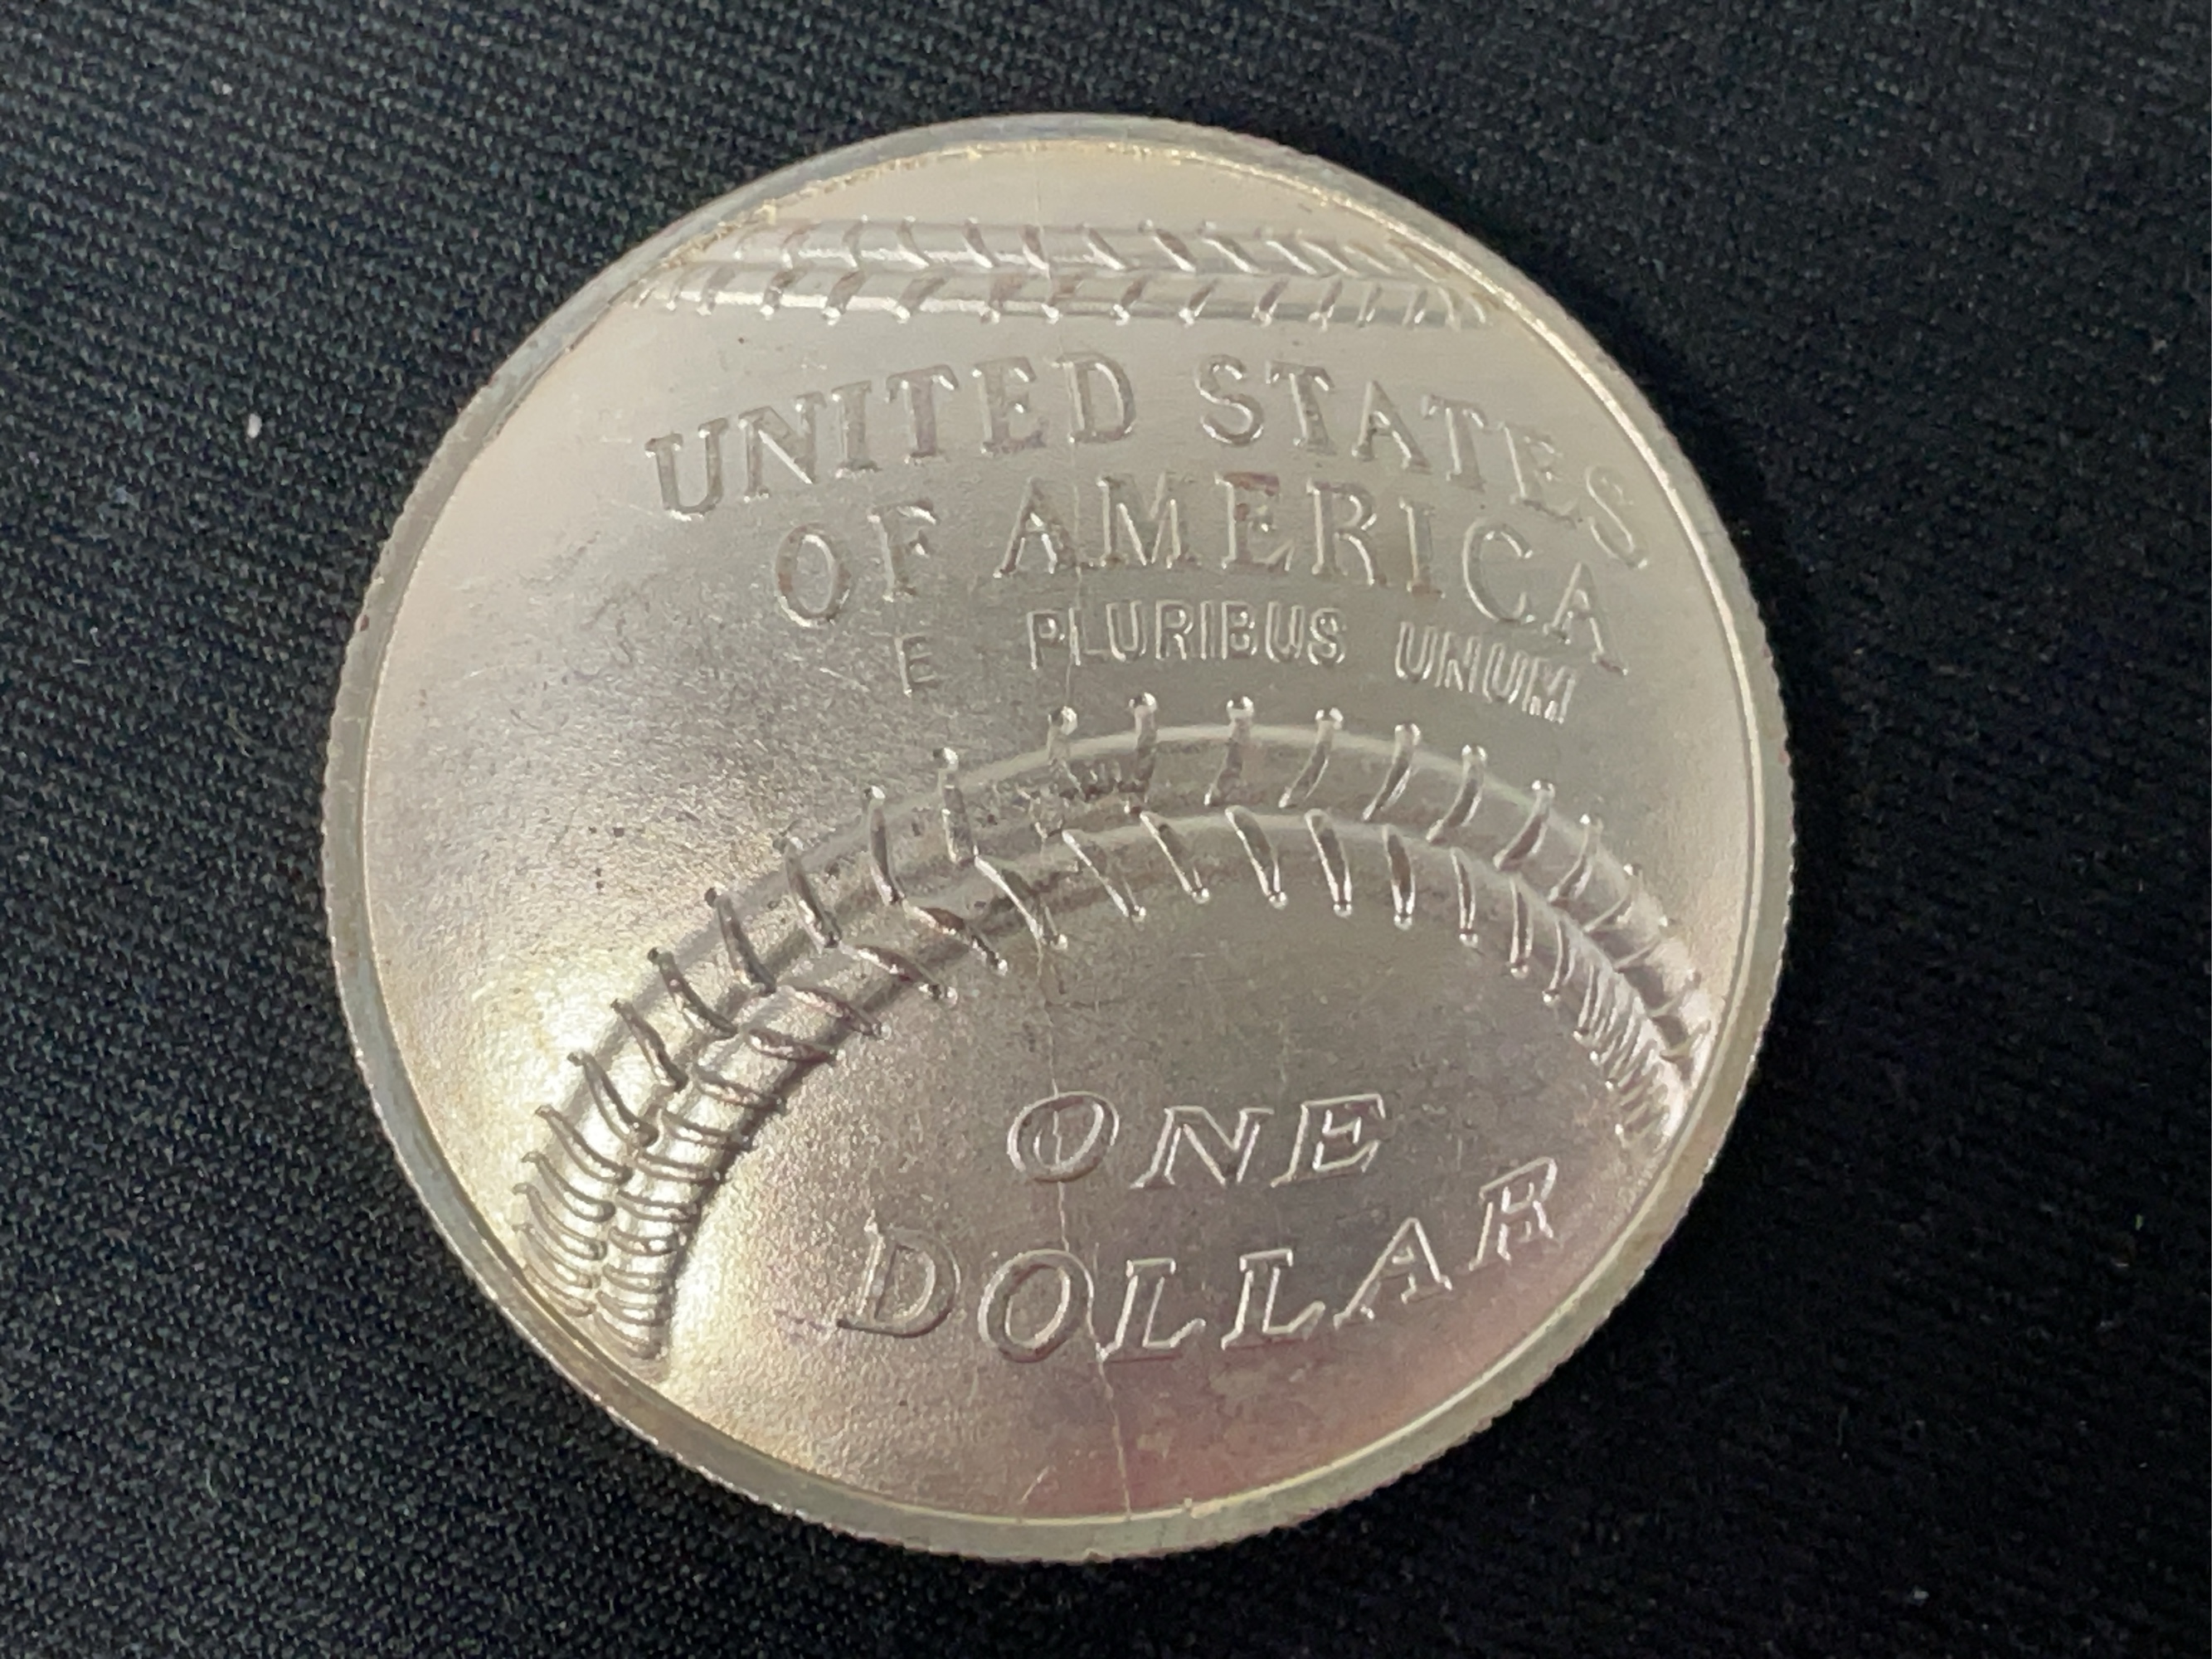 UNITED STATES
OF AMERICA
E PLURIBUS UNUM
ONE
DOLLAR